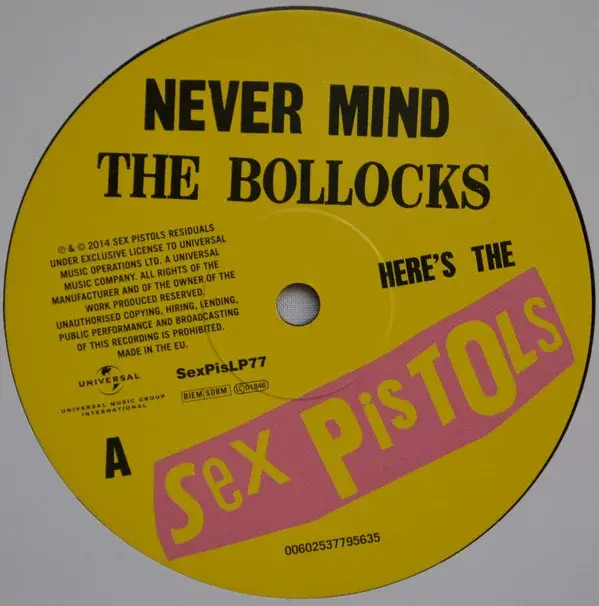 NEVER MIND
THE BOLLOCKS
HERE'S THE
Sex PisTOLs
℗ & © 2014 SEX PISTOLS RESIDUALS
UNDER EXCLUSIVE LICENSE TO UNIVERSAL
MUSIC OPERATIONS LTD. A UNIVERSAL
MUSIC COMPANY. ALL RIGHTS OF THE
MANUFACTURER AND OF THE OWNER OF THE
WORK PRODUCED RESERVED.
UNAUTHORISED COPYING, HIRING, LENDING,
PUBLIC PERFORMANCE AND BROADCASTING
OF THIS RECORDING IS PROHIBITED.
MADE IN THE EU.
UNIVERSAL
UNIVERSAL MUSIC GROUP
INTERNATIONAL
SexPisLP77
BIEM SDRM LC 01846
A
00602537795635